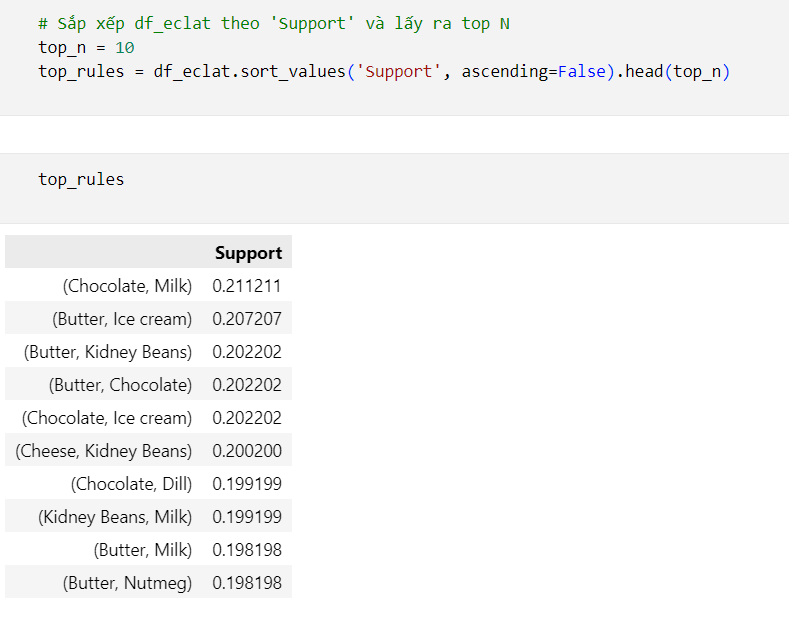 # Sắp xếp df_eclat theo 'Support' và lấy ra top N
top_n = 10
top_rules = df_eclat.sort_values('Support', ascending=False).head(top_n)
top_rules
Support
(Chocolate, Milk) 0.211211
(Butter, Ice cream) 0.207207
(Butter, Kidney Beans) 0.202202
(Butter, Chocolate) 0.202202
(Chocolate, Ice cream) 0.202202
(Cheese, Kidney Beans) 0.200200
(Chocolate, Dill) 0.199199
(Kidney Beans, Milk) 0.199199
(Butter, Milk) 0.198198
(Butter, Nutmeg) 0.198198